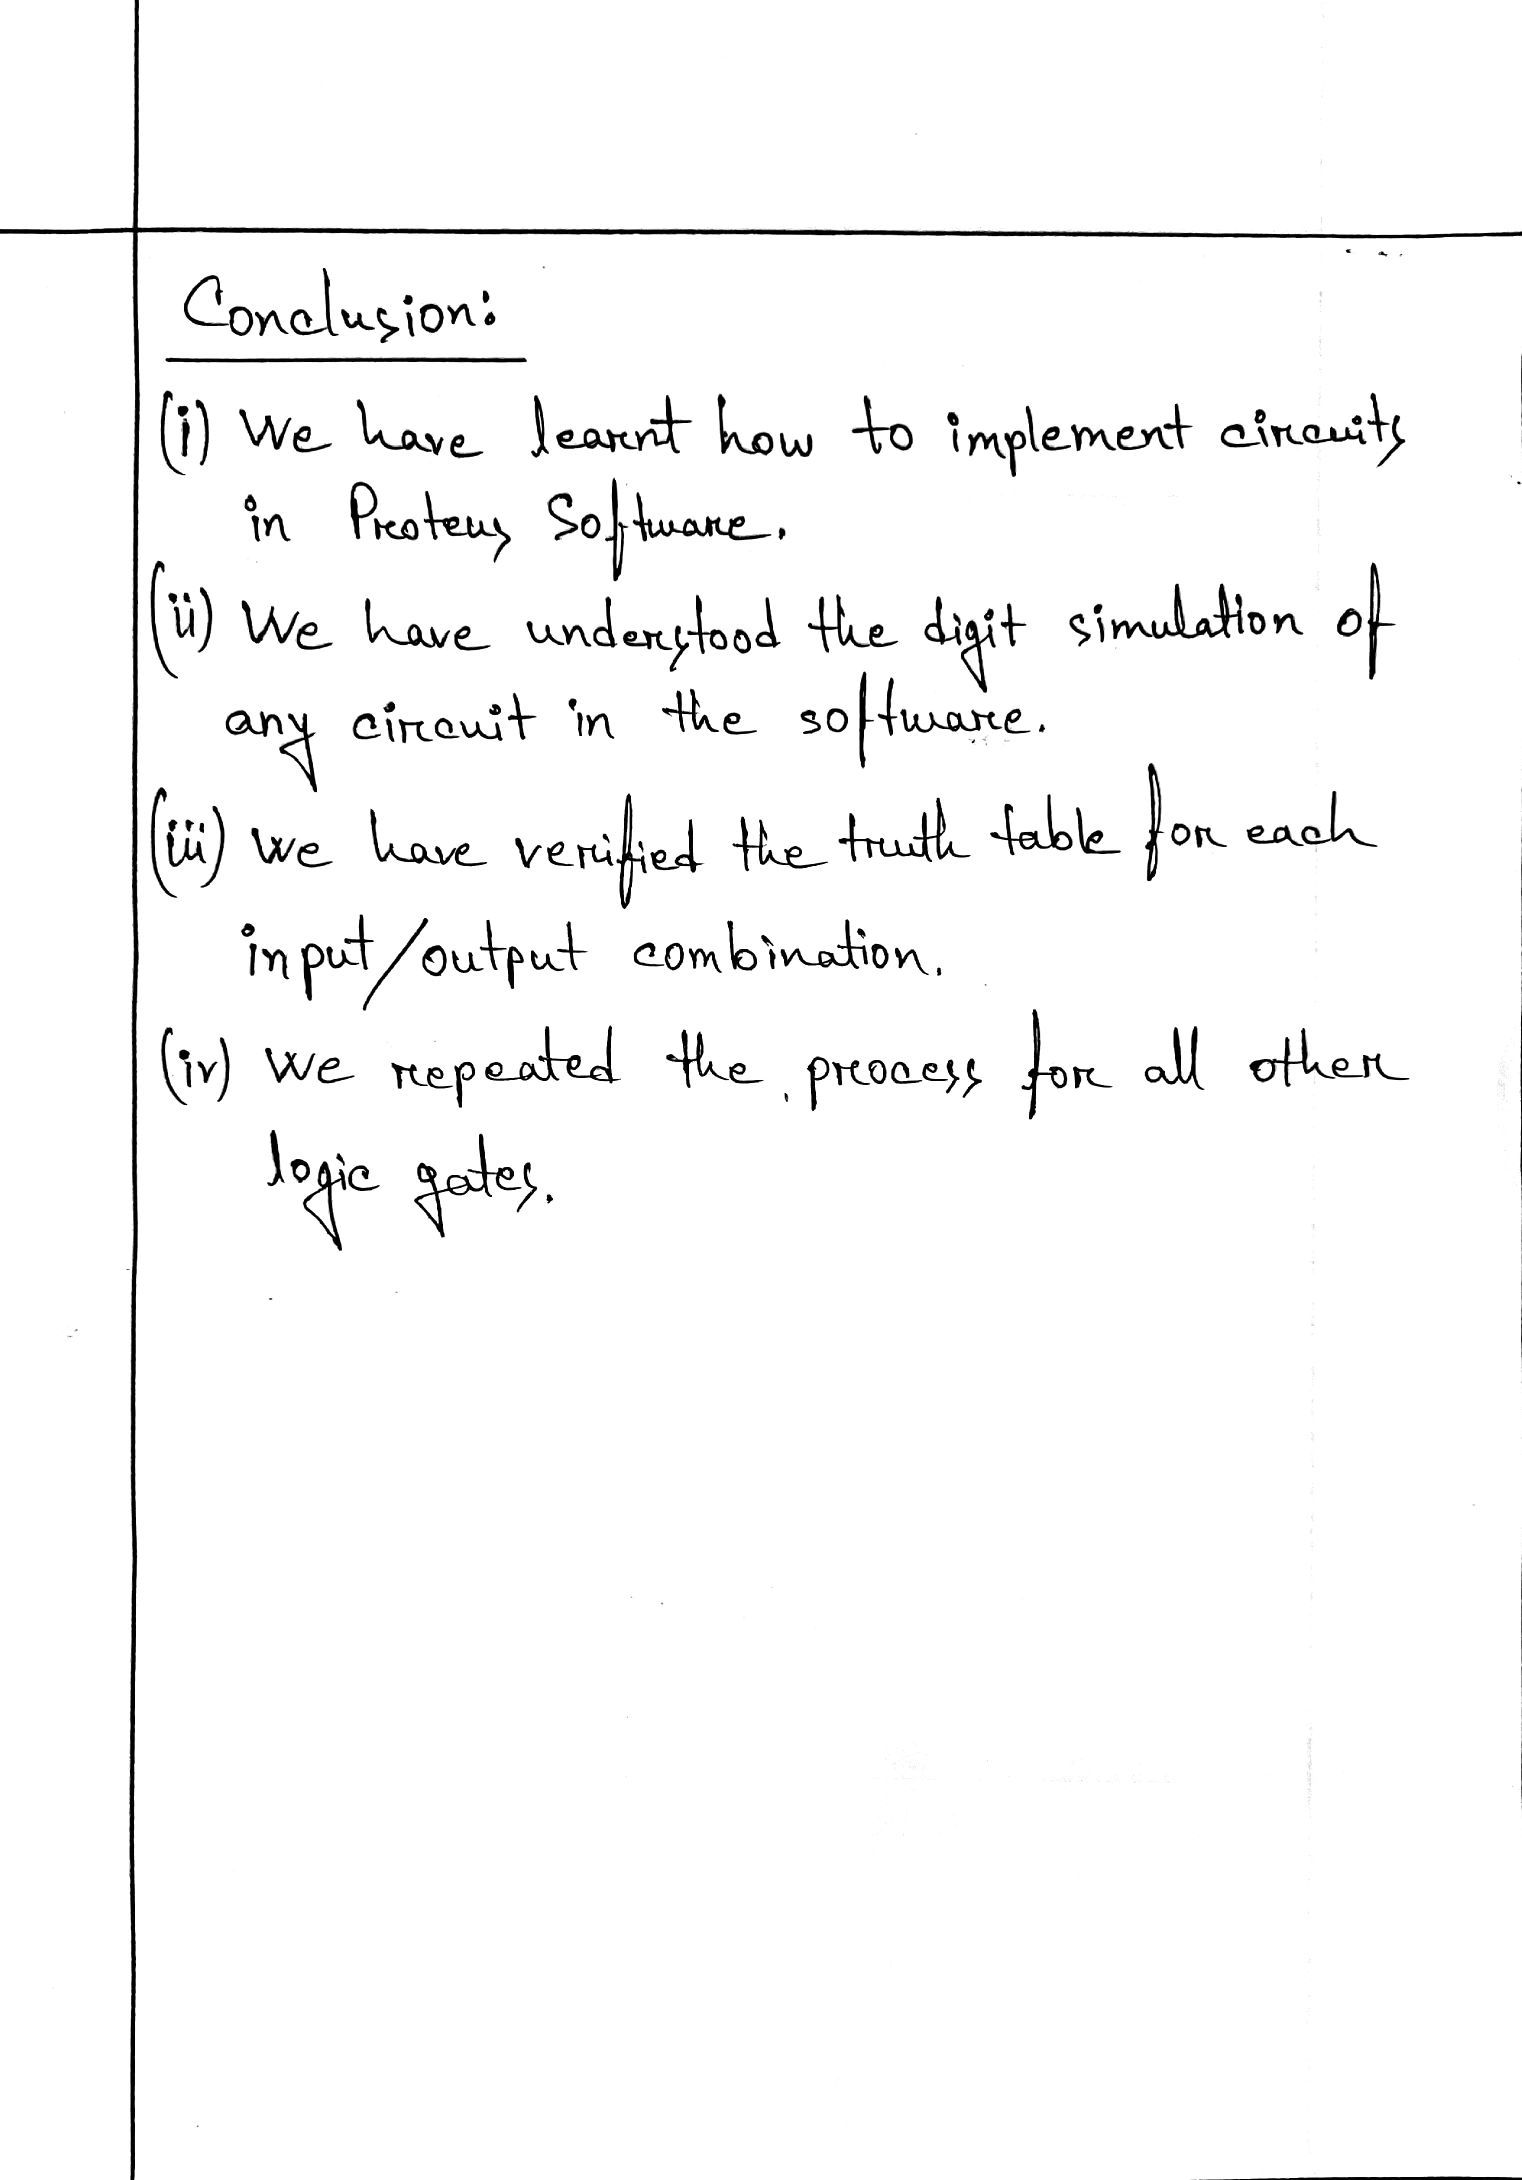 Conclusion:
(i) We have learnt how to implement circuits
in Proteus Software.
(ii) We have understood the digit simulation of
any circuit in the software.
(iii) We have verified the truth table for each
input/output combination.
(iv) We repeated the process for all other
logic gates.